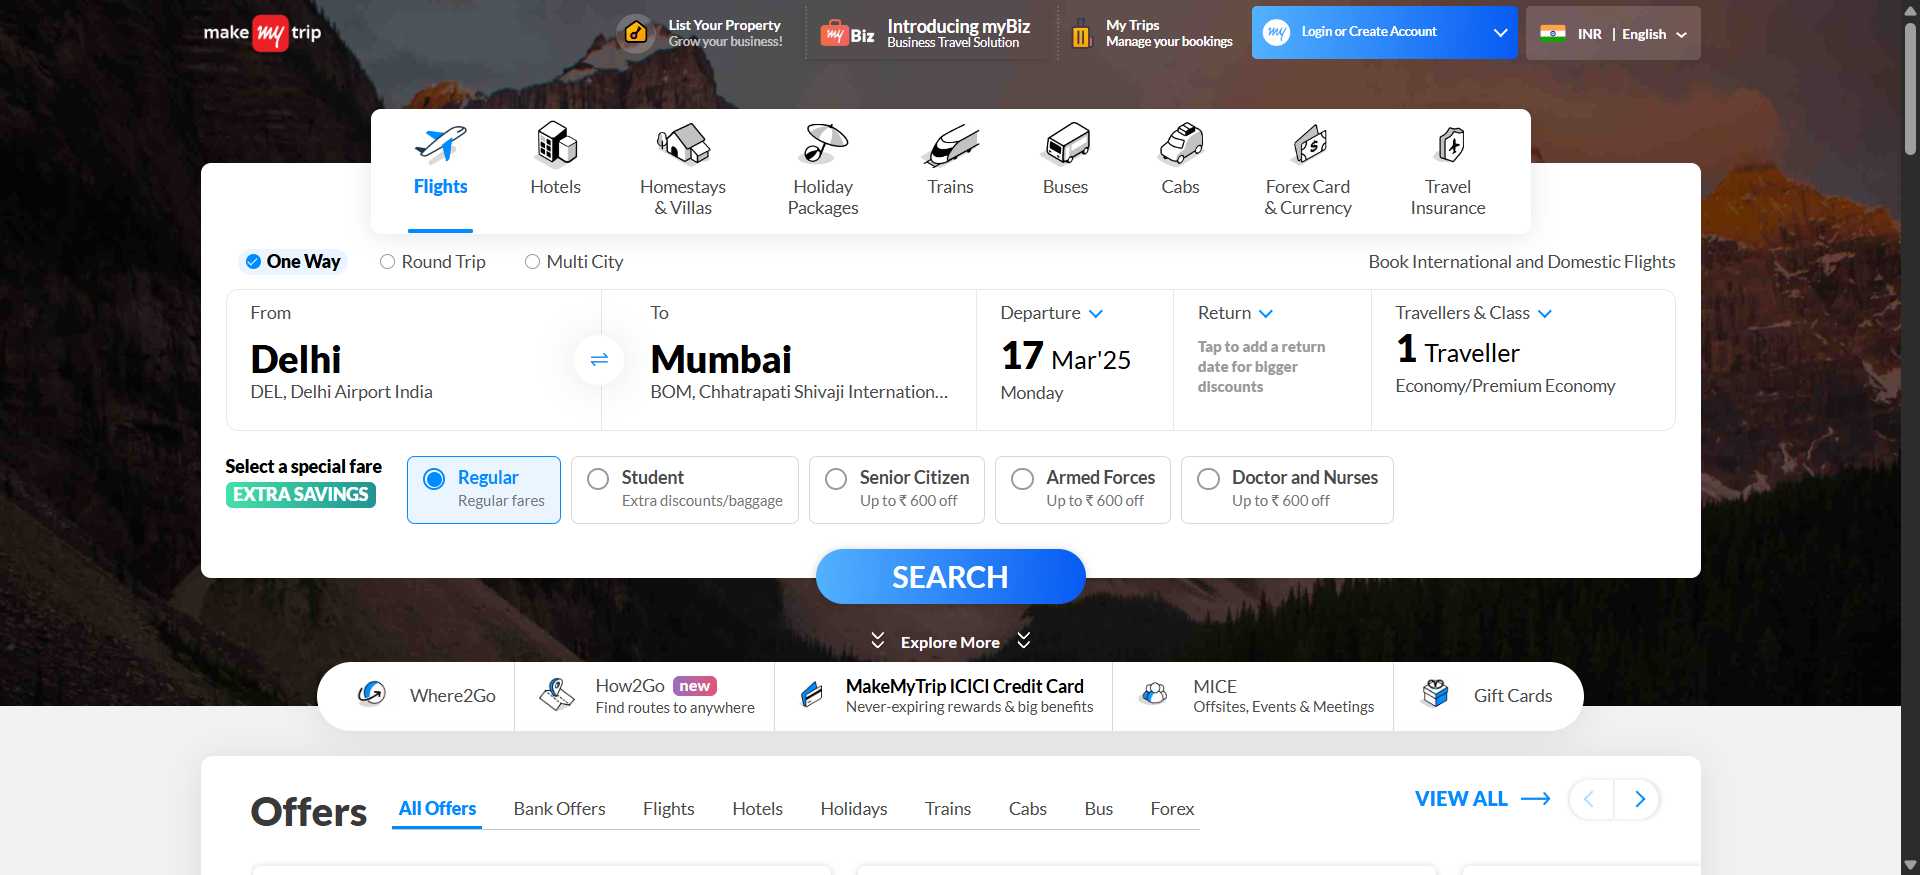 make my trip
List Your Property
Grow your business!
my Biz
Introducing myBiz
Business Travel Solution
My Trips
Manage your bookings
my
Login or Create Account
INR | English
Flights
Hotels
Homestays
& Villas
Holiday
Packages
Trains
Buses
Cabs
Forex Card
& Currency
Travel
Insurance
One Way
Round Trip
Multi City
Book International and Domestic Flights
From
Delhi
DEL, Delhi Airport India
To
Mumbai
BOM, Chhatrapati Shivaji Internation...
Departure
17 Mar'25
Monday
Return
Tap to add a return
date for bigger
discounts
Travellers & Class
1 Traveller
Economy/Premium Economy
Select a special fare
EXTRA SAVINGS
Regular
Regular fares
Student
Extra discounts/baggage
Senior Citizen
Up to ₹ 600 off
Armed Forces
Up to ₹ 600 off
Doctor and Nurses
Up to ₹ 600 off
SEARCH
Explore More
Where2Go
How2Go new
Find routes to anywhere
MakeMyTrip ICICI Credit Card
Never-expiring rewards & big benefits
MICE
Offsites, Events & Meetings
Gift Cards
Offers
All Offers
Bank Offers
Flights
Hotels
Holidays
Trains
Cabs
Bus
Forex
VIEW ALL